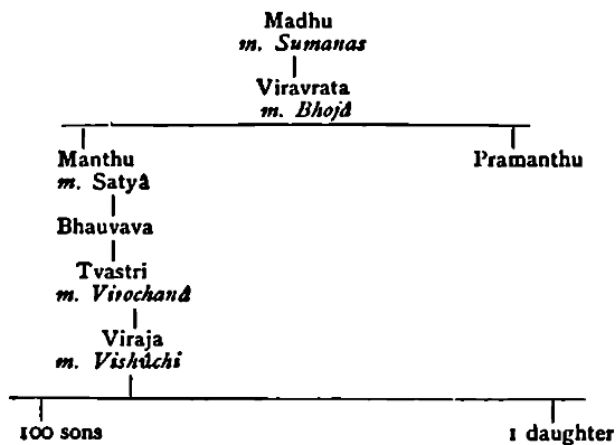 Madhu
m. Sumanas
Viravrata
m. Bhojâ
Manthu
Pramanthu
m. Satyâ
Bhauvava
Tvastri
m. Virochanâ
Viraja
m. Vishûchi
100 sons
1 daughter